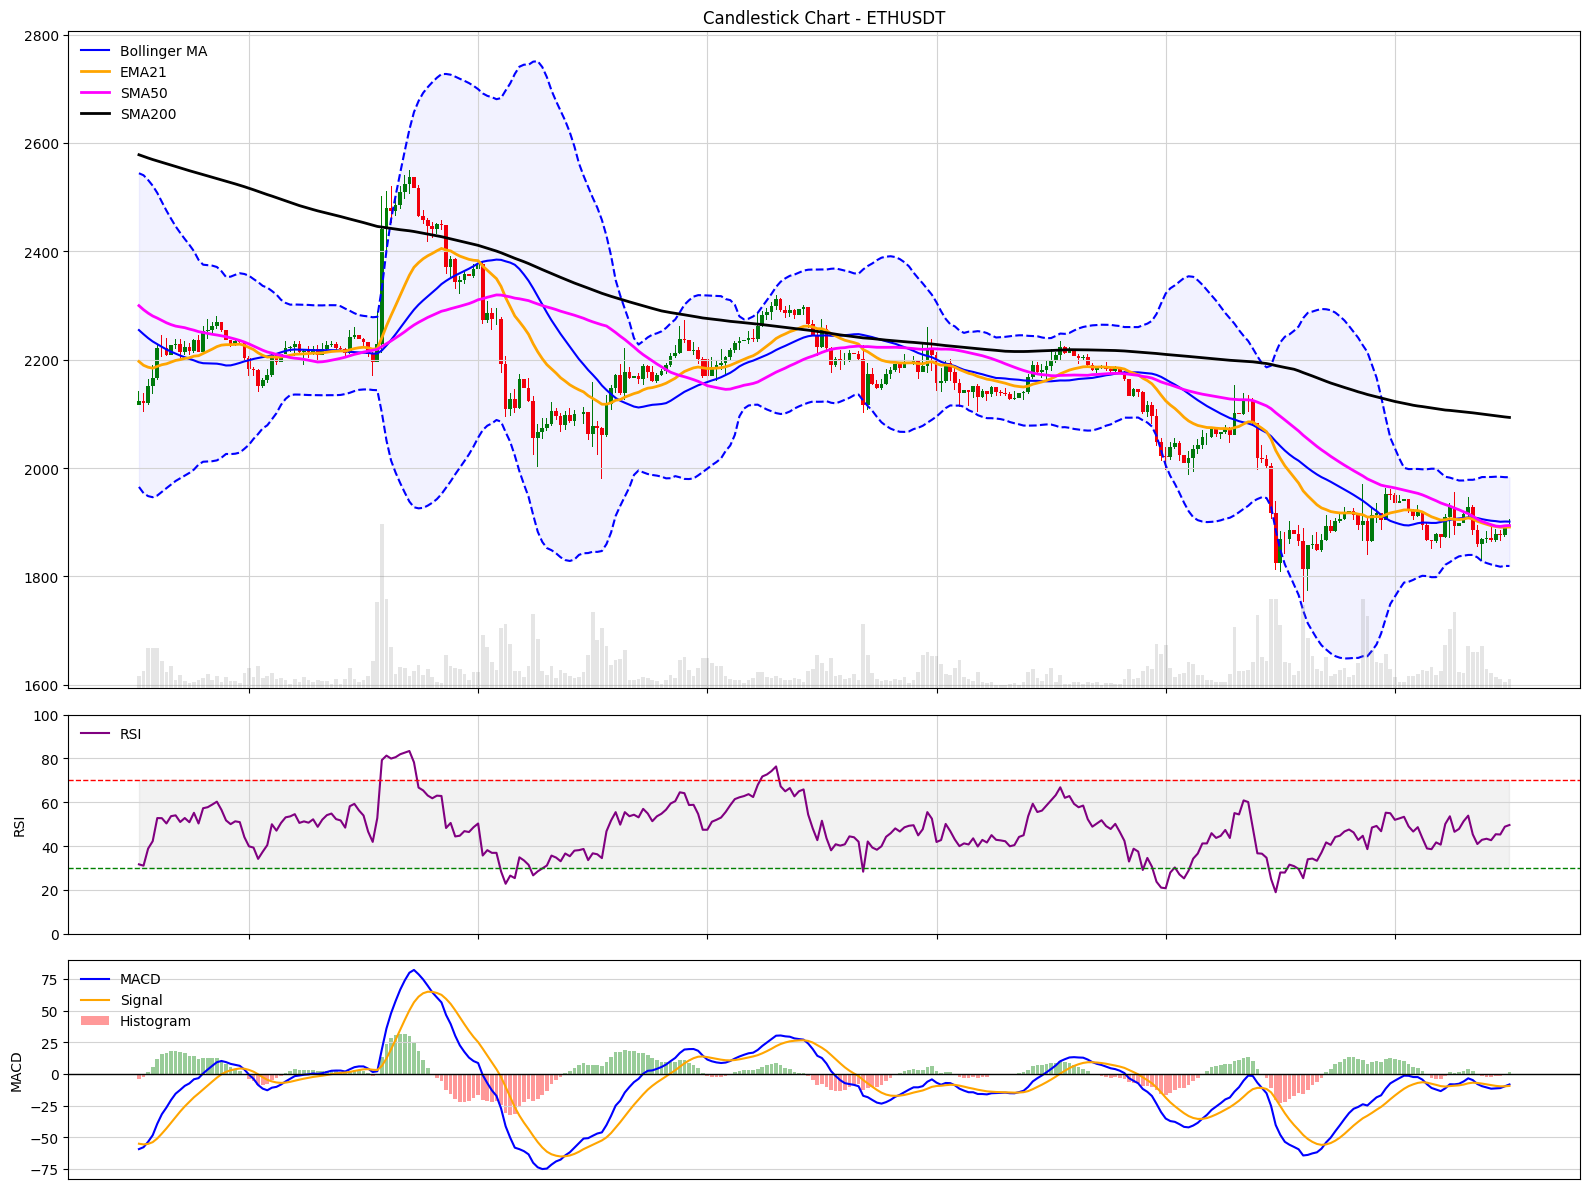 Candlestick Chart - ETHUSDT
2800
2600
2400
2200
2000
1800
1600
Bollinger MA
EMA21
SMA50
SMA200
100
80
60
40
20
0
RSI
RSI
75
50
25
0
−25
−50
−75
MACD
MACD
Signal
Histogram